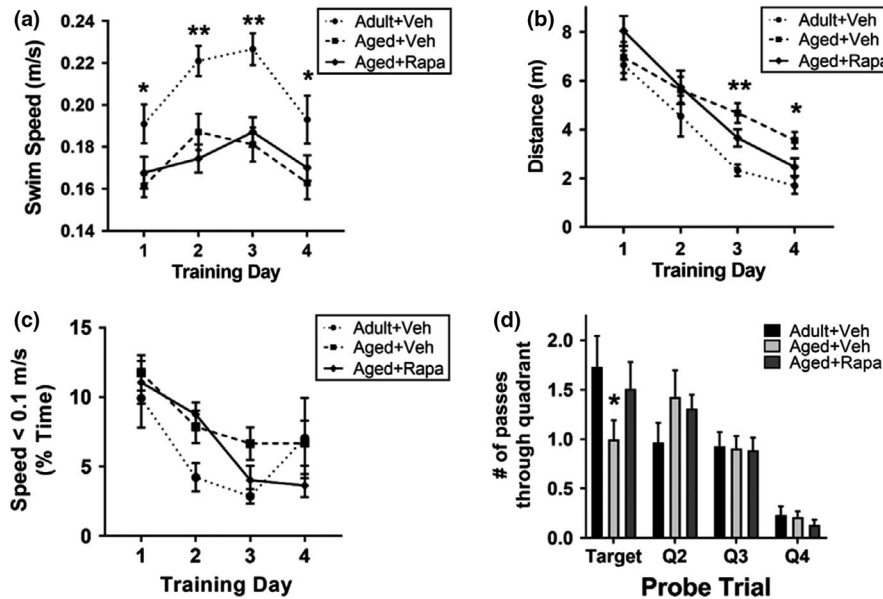 (a)
Adult+Veh
Aged+Veh
Aged+Rapa
* ** ** *
Swim Speed (m/s)
0.24
0.22
0.20
0.18
0.16
0.14
1 2 3 4
Training Day
(b)
Adult+Veh
Aged+Veh
Aged+Rapa
** *
Distance (m)
8
6
4
2
0
1 2 3 4
Training Day
(c)
Adult+Veh
Aged+Veh
Aged+Rapa
Speed < 0.1 m/s
(% Time)
15
10
5
0
1 2 3 4
Training Day
(d)
Adult+Veh
Aged+Veh
Aged+Rapa
*
# of passes
through quadrant
2.0
1.5
1.0
0.5
0.0
Target Q2 Q3 Q4
Probe Trial